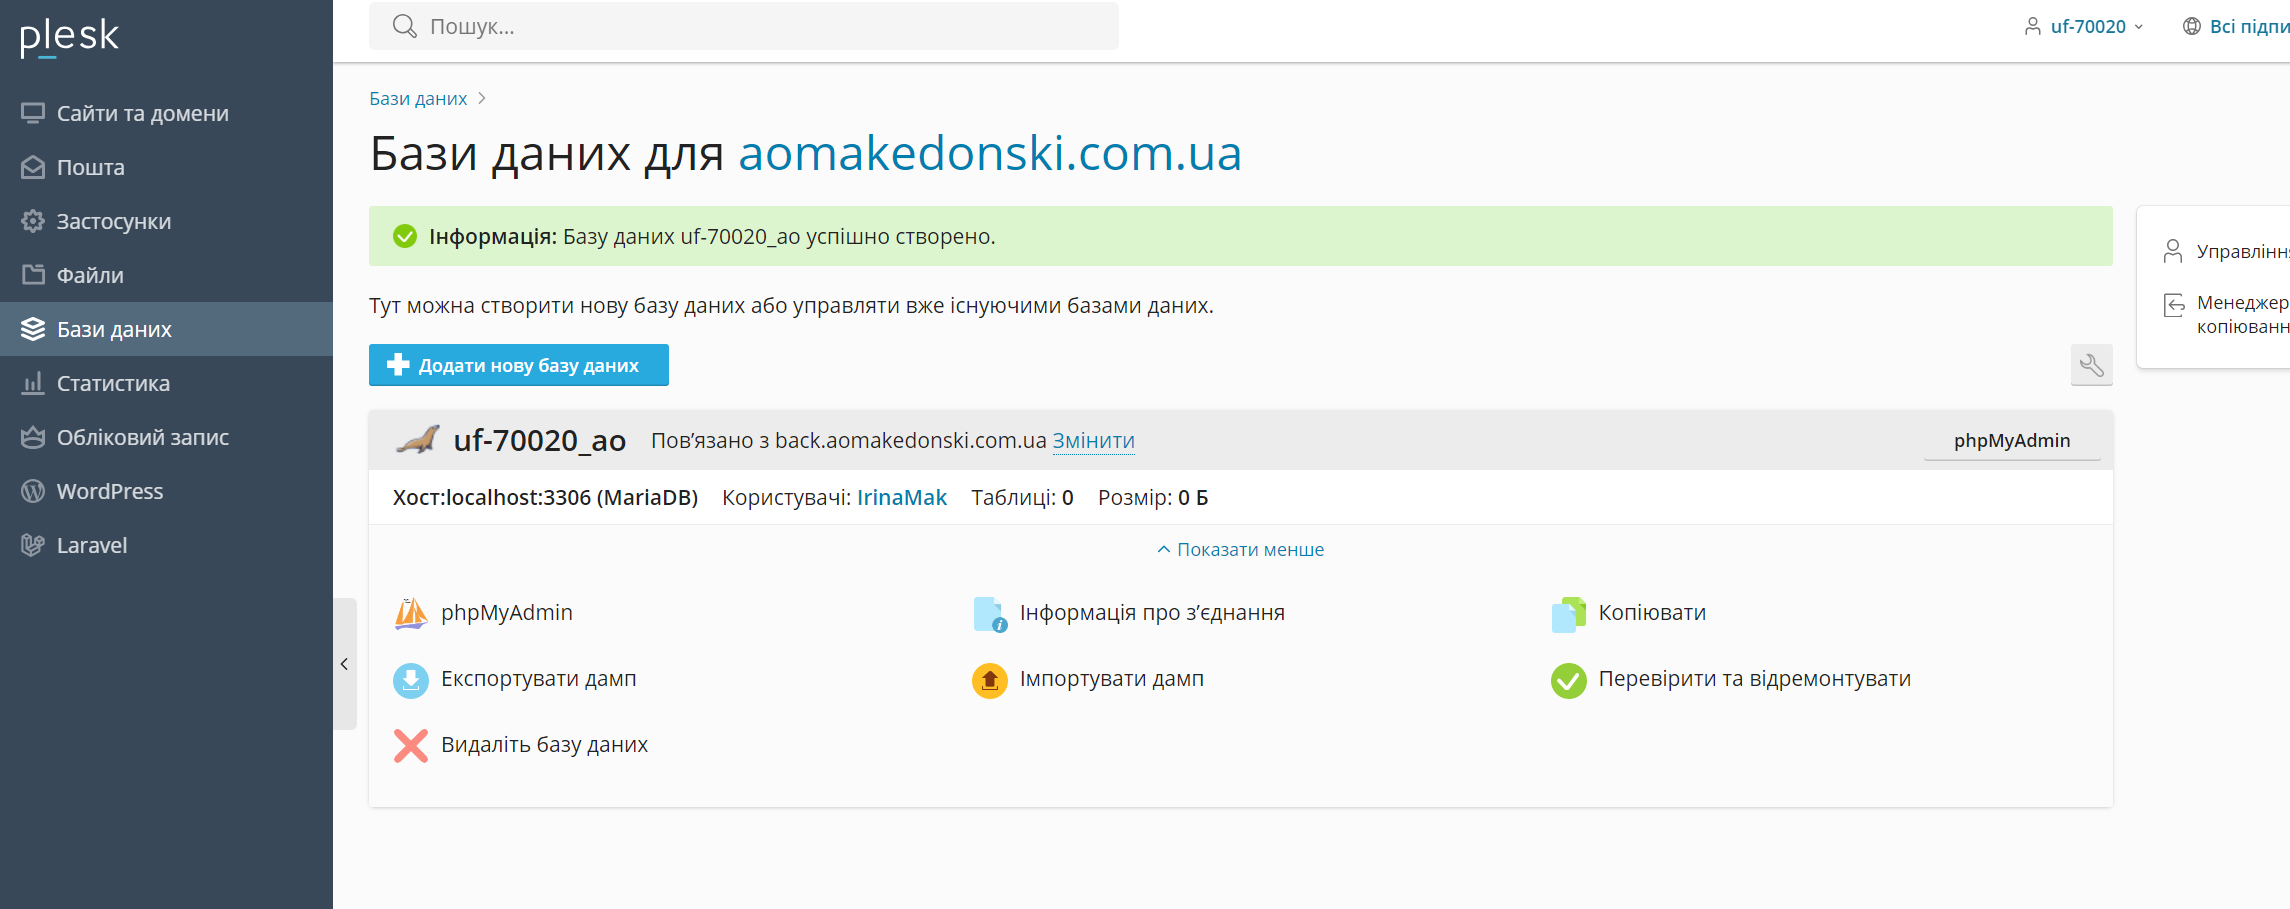 plesk
Пошук...
uf-70020
Всі підпи
Сайти та домени
Пошта
Застосунки
Файли
Бази даних
Статистика
Обліковий запис
WordPress
Laravel
Бази даних
Бази даних для aomakedonski.com.ua
Інформація: Базу даних uf-70020_ao успішно створено.
Тут можна створити нову базу даних або управляти вже існуючими базами даних.
Додати нову базу даних
uf-70020_ao Пов’язано з back.aomakedonski.com.ua Змінити phpMyAdmin
Хост:localhost:3306 (MariaDB) Користувачі: IrinaMak Таблиці: 0 Розмір: 0 Б
Показати менше
phpMyAdmin Інформація про з’єднання Копіювати
Експортувати дамп Імпортувати дамп Перевірити та відремонтувати
Видаліть базу даних
Управлінн
Менеджер
копіюванн